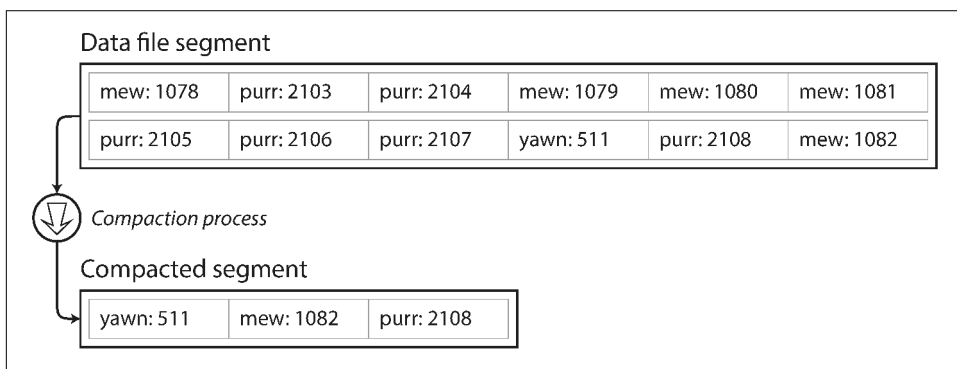 Data file segment
mew: 1078 purr: 2103 purr: 2104 mew: 1079 mew: 1080 mew: 1081
purr: 2105 purr: 2106 purr: 2107 yawn: 511 purr: 2108 mew: 1082
Compaction process
Compacted segment
yawn: 511 mew: 1082 purr: 2108